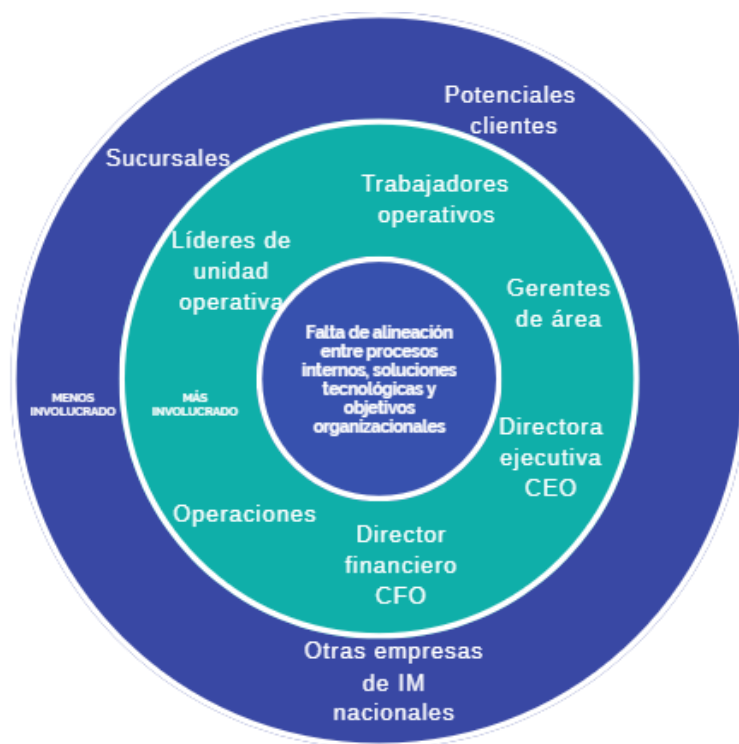 Potenciales
clientes
Sucursales
Trabajadores
operativos
Líderes de
unidad
operativa
Gerentes
de área
Falta de alineación
entre procesos
internos, soluciones
tecnológicas y
objetivos
organizacionales
MENOS
INVOLUCRADO
MÁS
INVOLUCRADO
Directora
ejecutiva
CEO
Operaciones
Director
financiero
CFO
Otras empresas
de IM
nacionales